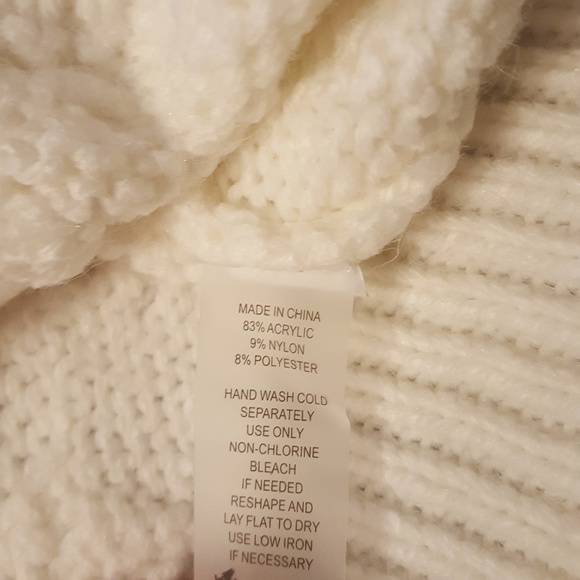 MADE IN CHINA
83% ACRYLIC
9% NYLON
8% POLYESTER
HAND WASH COLD
SEPARATELY
USE ONLY
NON-CHLORINE
BLEACH
IF NEEDED
RESHAPE AND
LAY FLAT TO DRY
USE LOW IRON
IF NECESSARY